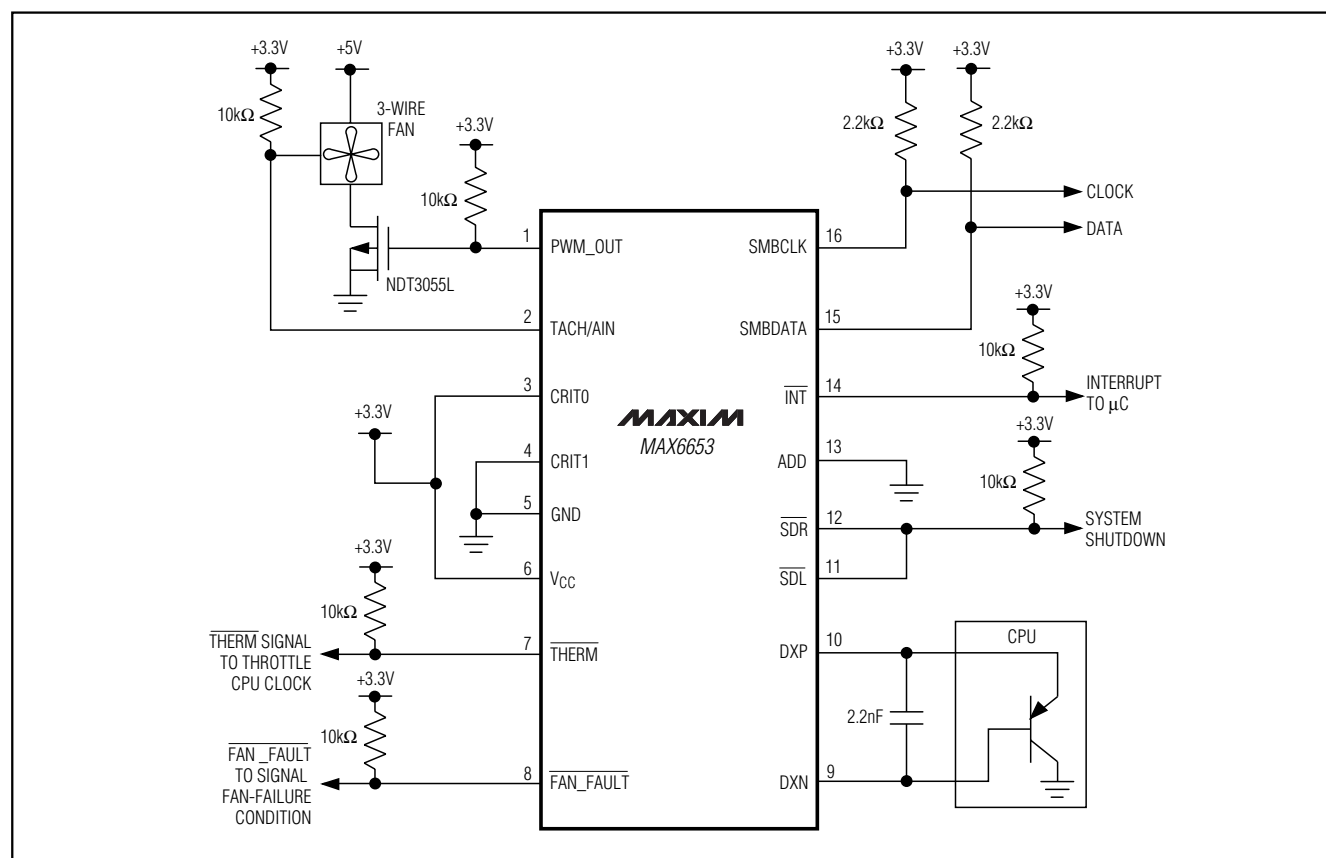 +3.3V
+5V
10kΩ
3-WIRE
FAN
+3.3V
10kΩ
NDT3055L
+3.3V
+3.3V
2.2kΩ
2.2kΩ
CLOCK
DATA
1
PWM_OUT
2
TACH/AIN
3
CRIT0
+3.3V
4
CRIT1
5
GND
6
VCC
+3.3V
10kΩ
THERM SIGNAL
TO THROTTLE
CPU CLOCK
7
THERM
+3.3V
10kΩ
FAN _FAULT
TO SIGNAL
FAN-FAILURE
CONDITION
8
FAN_FAULT
MAXIM
MAX6653
SMBCLK
16
SMBDATA
15
+3.3V
10kΩ
INT
14
INTERRUPT
TO μC
ADD
13
+3.3V
10kΩ
SDR
12
SYSTEM
SHUTDOWN
SDL
11
DXP
10
CPU
2.2nF
DXN
9